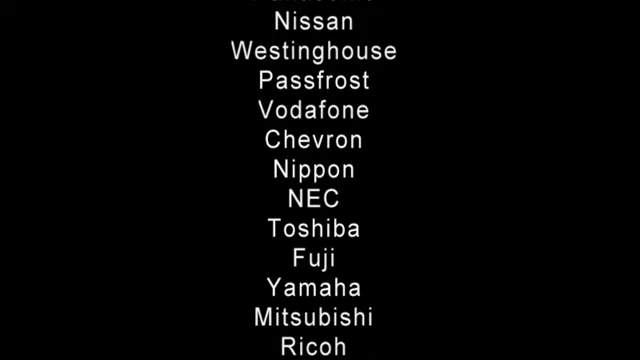 Nissan
Westinghouse
Passfrost
Vodafone
Chevron
Nippon
NEC
Toshiba
Fuji
Yamaha
Mitsubishi
Ricoh